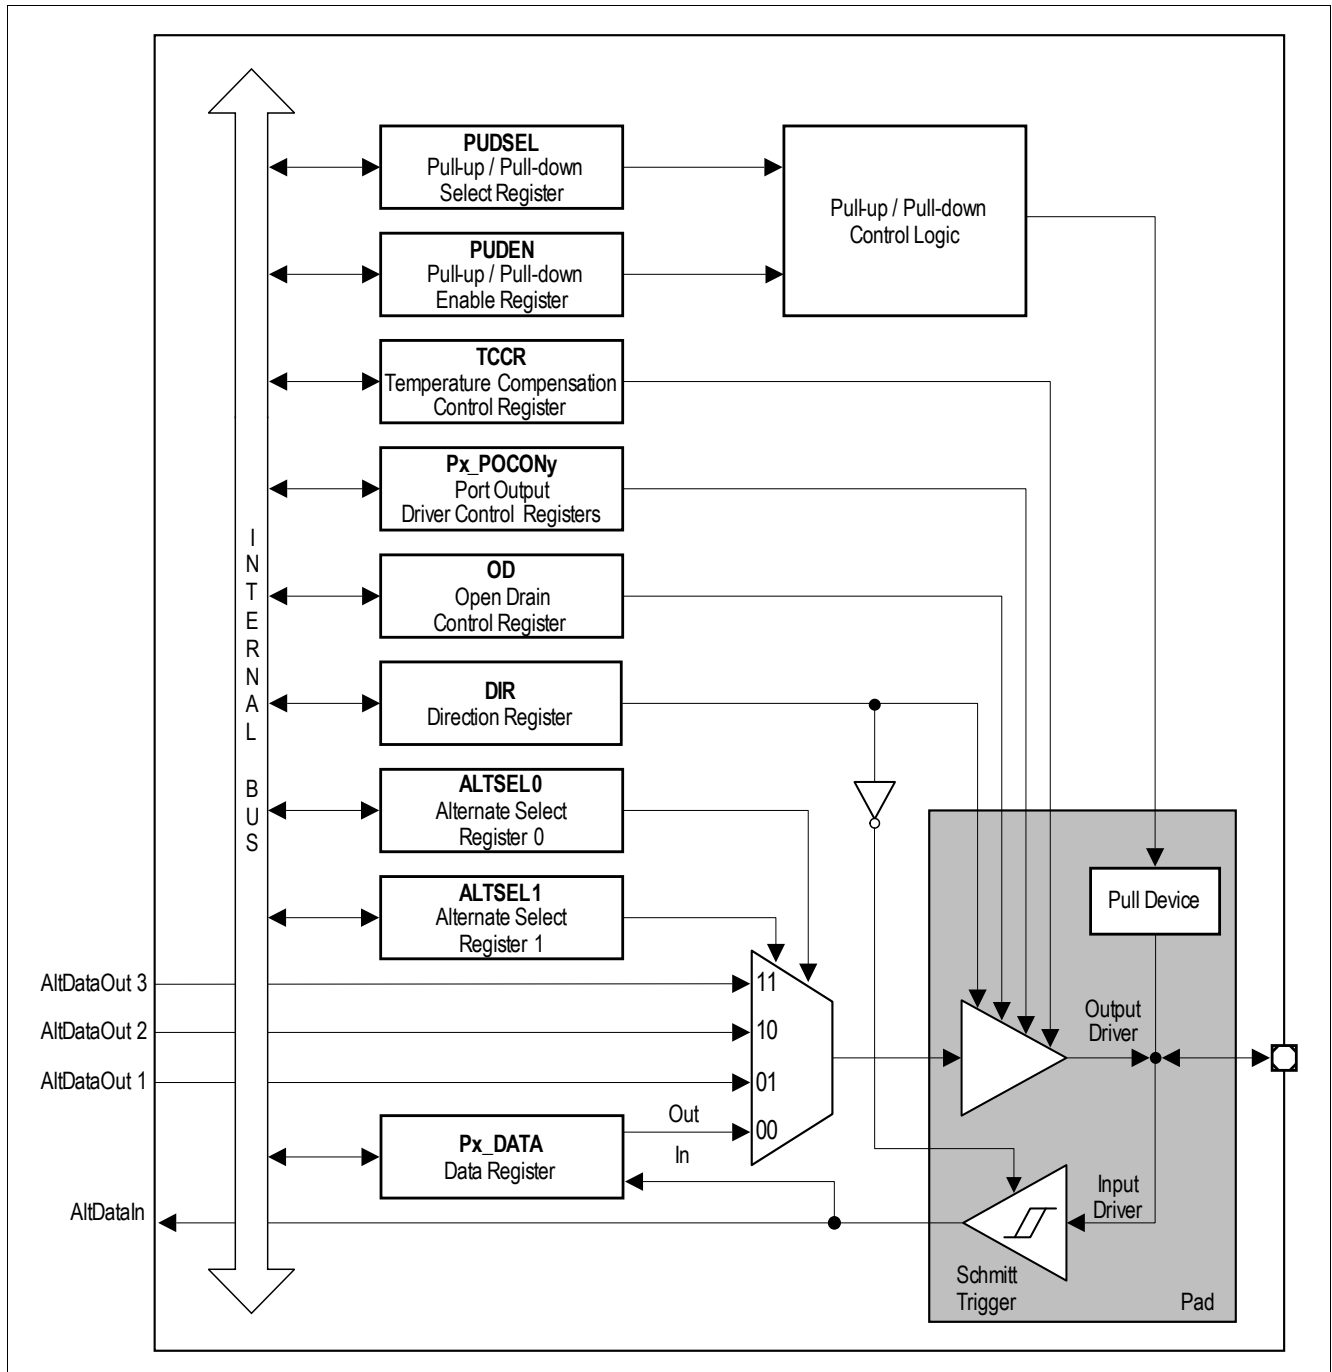 PUDSEL
Pull-up / Pull-down
Select Register
Pull-up / Pull-down
Control Logic
PUDEN
Pull-up / Pull-down
Enable Register
TCCR
Temperature Compensation
Control Register
Px_POCONy
Port Output
Driver Control Registers
OD
Open Drain
Control Register
INTERNAL BUS
DIR
Direction Register
ALTSEL0
Alternate Select
Register 0
ALTSEL1
Alternate Select
Register 1
Pull Device
AltDataOut 3
11
AltDataOut 2
10
AltDataOut 1
01
Output
Driver
Out
00
In
Px_DATA
Data Register
AltDataIn
Input
Driver
Schmitt
Trigger
Pad